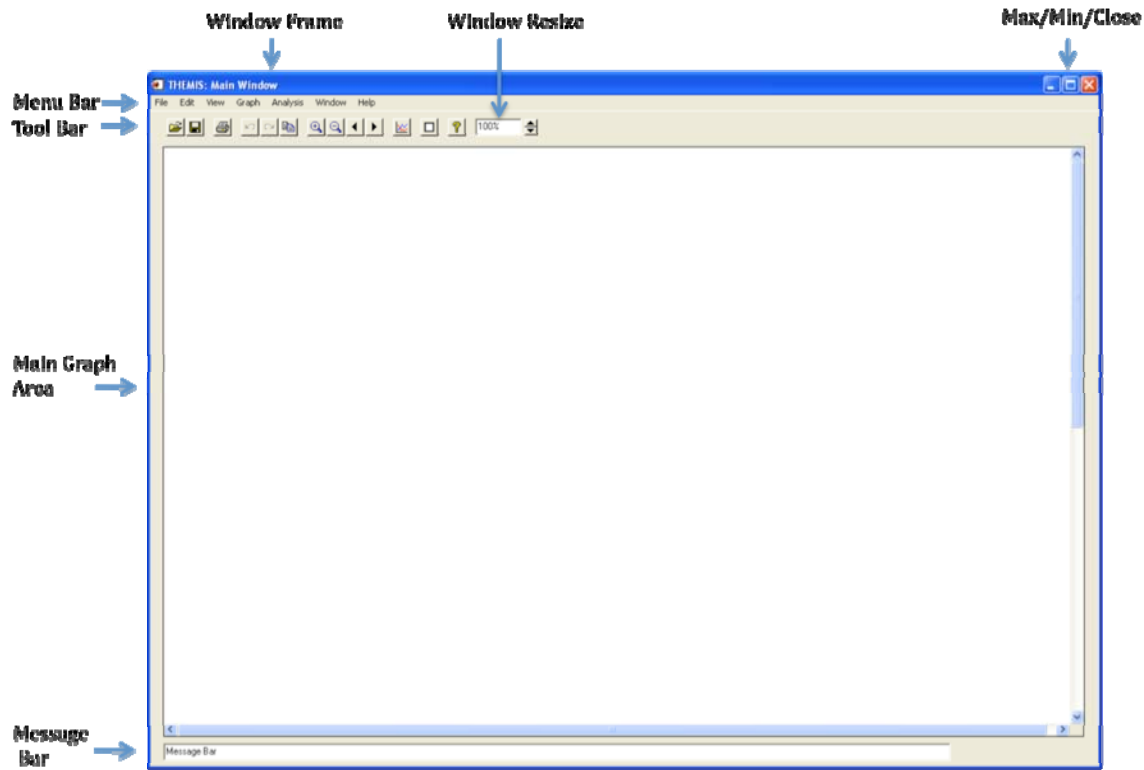 Window Frame
Window Resize
Max/Min/Close
THEMIS: Main Window
Menu Bar
File Edit View Graph Analysis Window Help
Tool Bar
100%
Main Graph
Area
Message
Bar
Message Bar